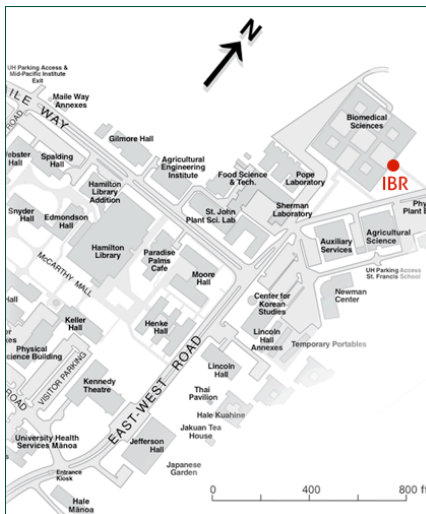 N
UH Parking Access &
Mid-Pacific Institute
Exit
Maile Way
Annexes
ILE WAY
ROAD
Gilmore Hall
Biomedical
Sciences
IBR
Webster
Hall
Spalding
Hall
Agricultural
Engineering
Institute
Food Science
& Tech.
Pope
Laboratory
Hamilton
Library
Addition
Snyder
Hall
Edmondson
Hall
St. John
Plant Sci. Lab
Sherman
Laboratory
Phy
Plant B
Auxiliary
Services
Agricultural
Science
Hamilton
Library
Paradise
Palms
Cafe
McCARTHY MALL
Moore
Hall
UH Parking Access
St. Francis School
Newman
Center
Center for
Korean
Studies
Hall
Keller
Hall
Henke
Hall
Lincoln
Hall
Annexes
Temporary Portables
Physical
Science Building
VISITOR PARKING
Kennedy
Theatre
EAST-WEST ROAD
Lincoln
Hall
Thai
Pavilion
Hale Kuahine
Jakuan Tea
House
ROAD
University Health
Services Mānoa
Jefferson
Hall
Japanese
Garden
Entrance
Kiosk
Hale
Mānoa
0 400 800 ft